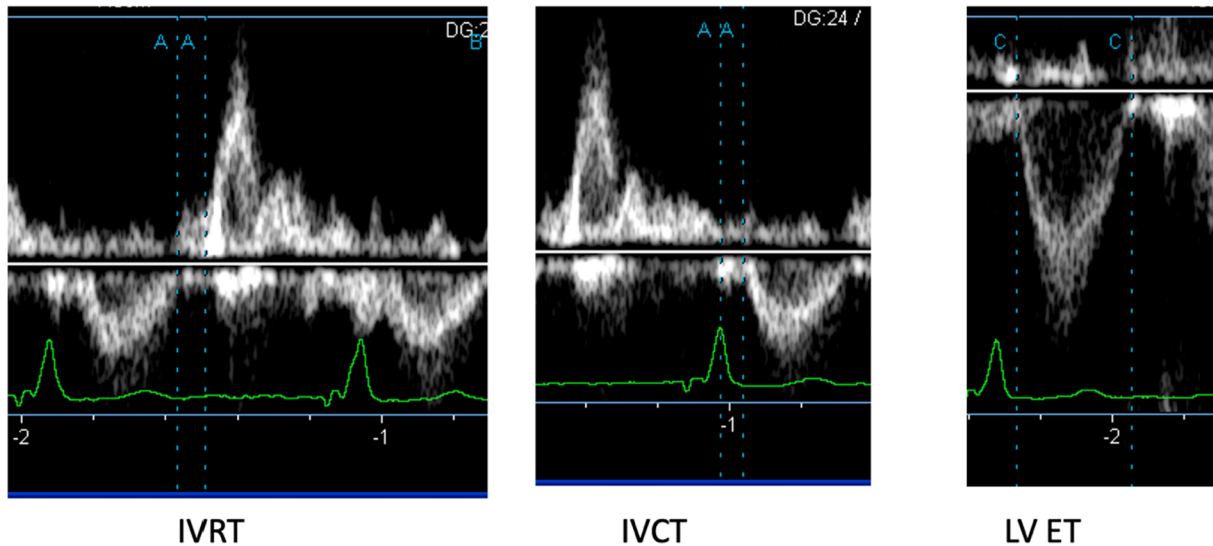 DG:2
A A B
-2 -1
IVRT
DG:24 /
A A
-1
IVCT
C C
-2
LV ET